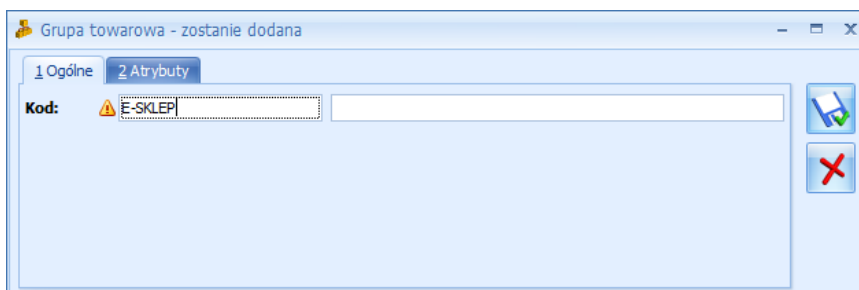 Grupa towarowa - zostanie dodana
1 Ogólne 2 Atrybuty
Kod: E-SKLEP